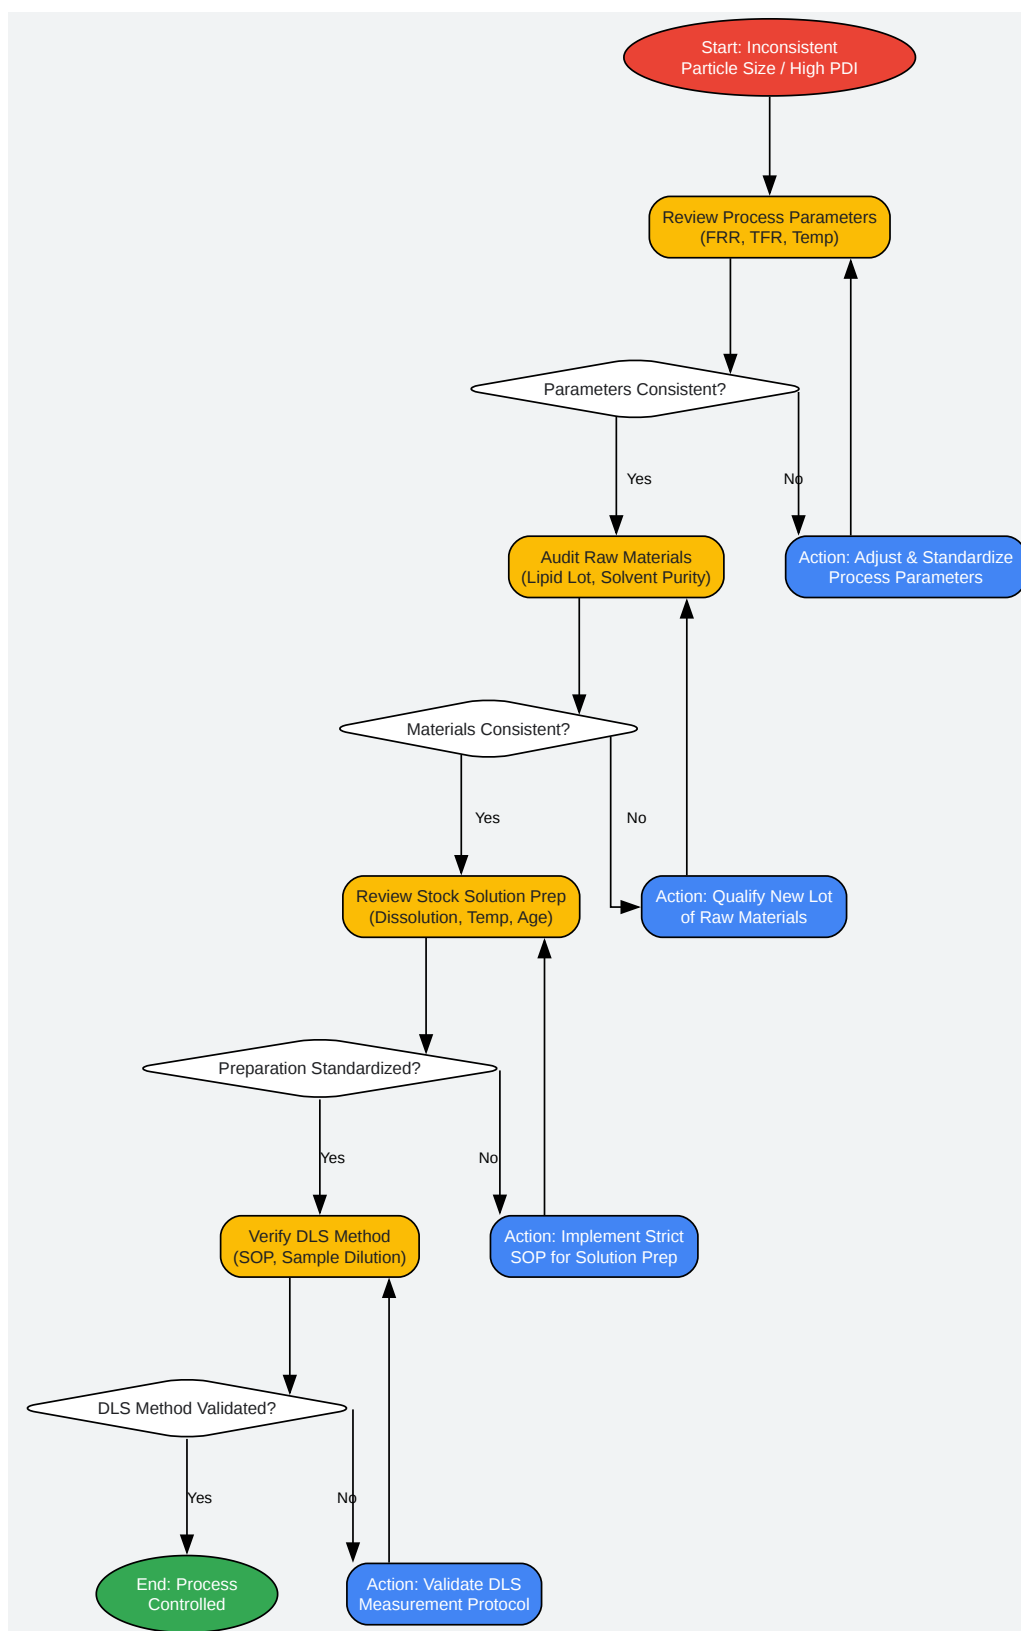 Start: Inconsistent
Particle Size / High PDI
Review Process Parameters
(FRR, TFR, Temp)
Parameters Consistent?
Yes
No
Audit Raw Materials
(Lipid Lot, Solvent Purity)
Action: Adjust & Standardize
Process Parameters
Materials Consistent?
Yes
No
Review Stock Solution Prep
(Dissolution, Temp, Age)
Action: Qualify New Lot
of Raw Materials
Preparation Standardized?
Yes
No
Verify DLS Method
(SOP, Sample Dilution)
Action: Implement Strict
SOP for Solution Prep
DLS Method Validated?
Yes
No
End: Process
Controlled
Action: Validate DLS
Measurement Protocol